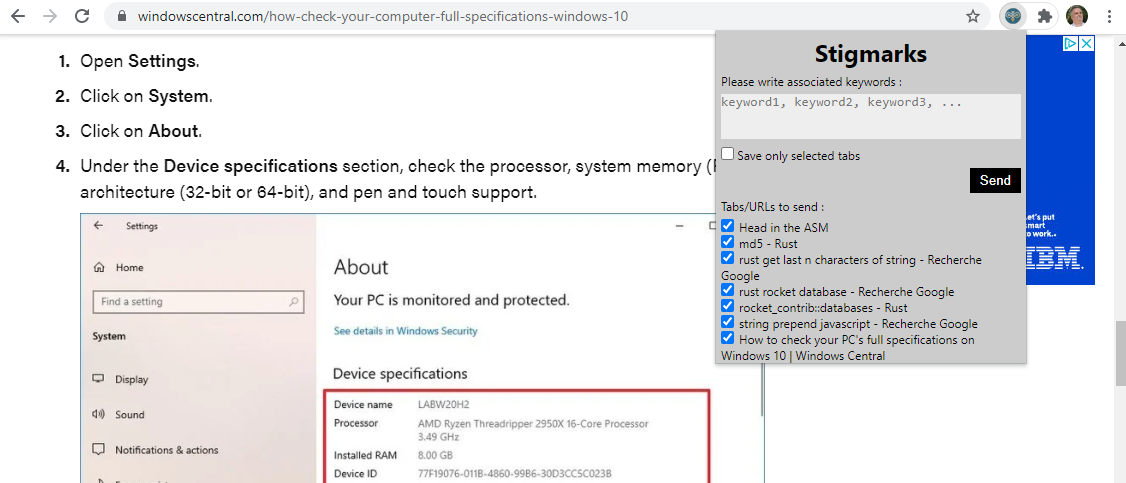 windowscentral.com/how-check-your-computer-full-specifications-windows-10
1. Open Settings.
2. Click on System.
3. Click on About.
4. Under the Device specifications section, check the processor, system memory (
architecture (32-bit or 64-bit), and pen and touch support.
Settings
Home
Find a setting
System
Display
Sound
Notifications & actions
About
Your PC is monitored and protected.
See details in Windows Security
Device specifications
Device name LABW20H2
Processor AMD Ryzen Threadripper 2950X 16-Core Processor
3.49 GHz
Installed RAM 8.00 GB
Device ID 77F19076-011B-4860-99B6-30D3CC5C023B
Stigmarks
Please write associated keywords :
keyword1, keyword2, keyword3, ...
Save only selected tabs
Send
Tabs/URLs to send :
Head in the ASM
md5 - Rust
rust get last n characters of string - Recherche
Google
rust rocket database - Recherche Google
rocket_contrib::databases - Rust
string prepend javascript - Recherche Google
How to check your PC's full specifications on
Windows 10 | Windows Central
et's put
mart
o work..
IBM.